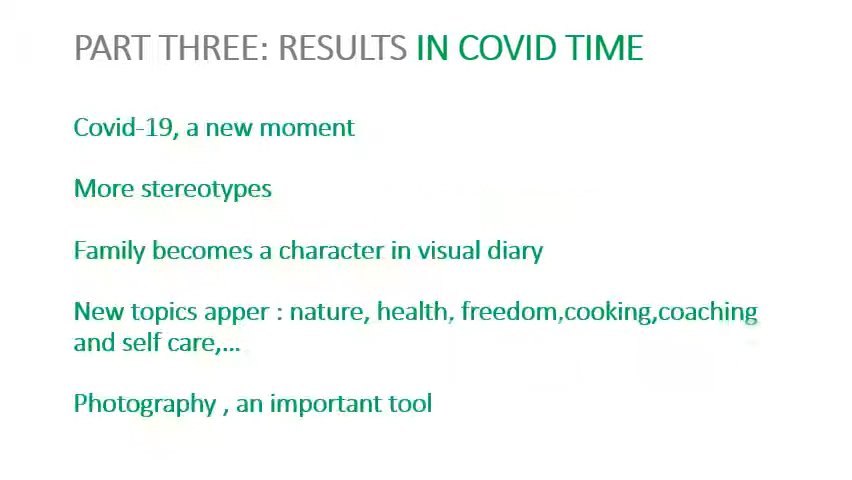 PART THREE: RESULTS IN COVID TIME
Covid-19, a new moment
More stereotypes
Family becomes a character in visual diary
New topics apper : nature, health, freedom,cooking,coaching
and self care,...
Photography , an important tool